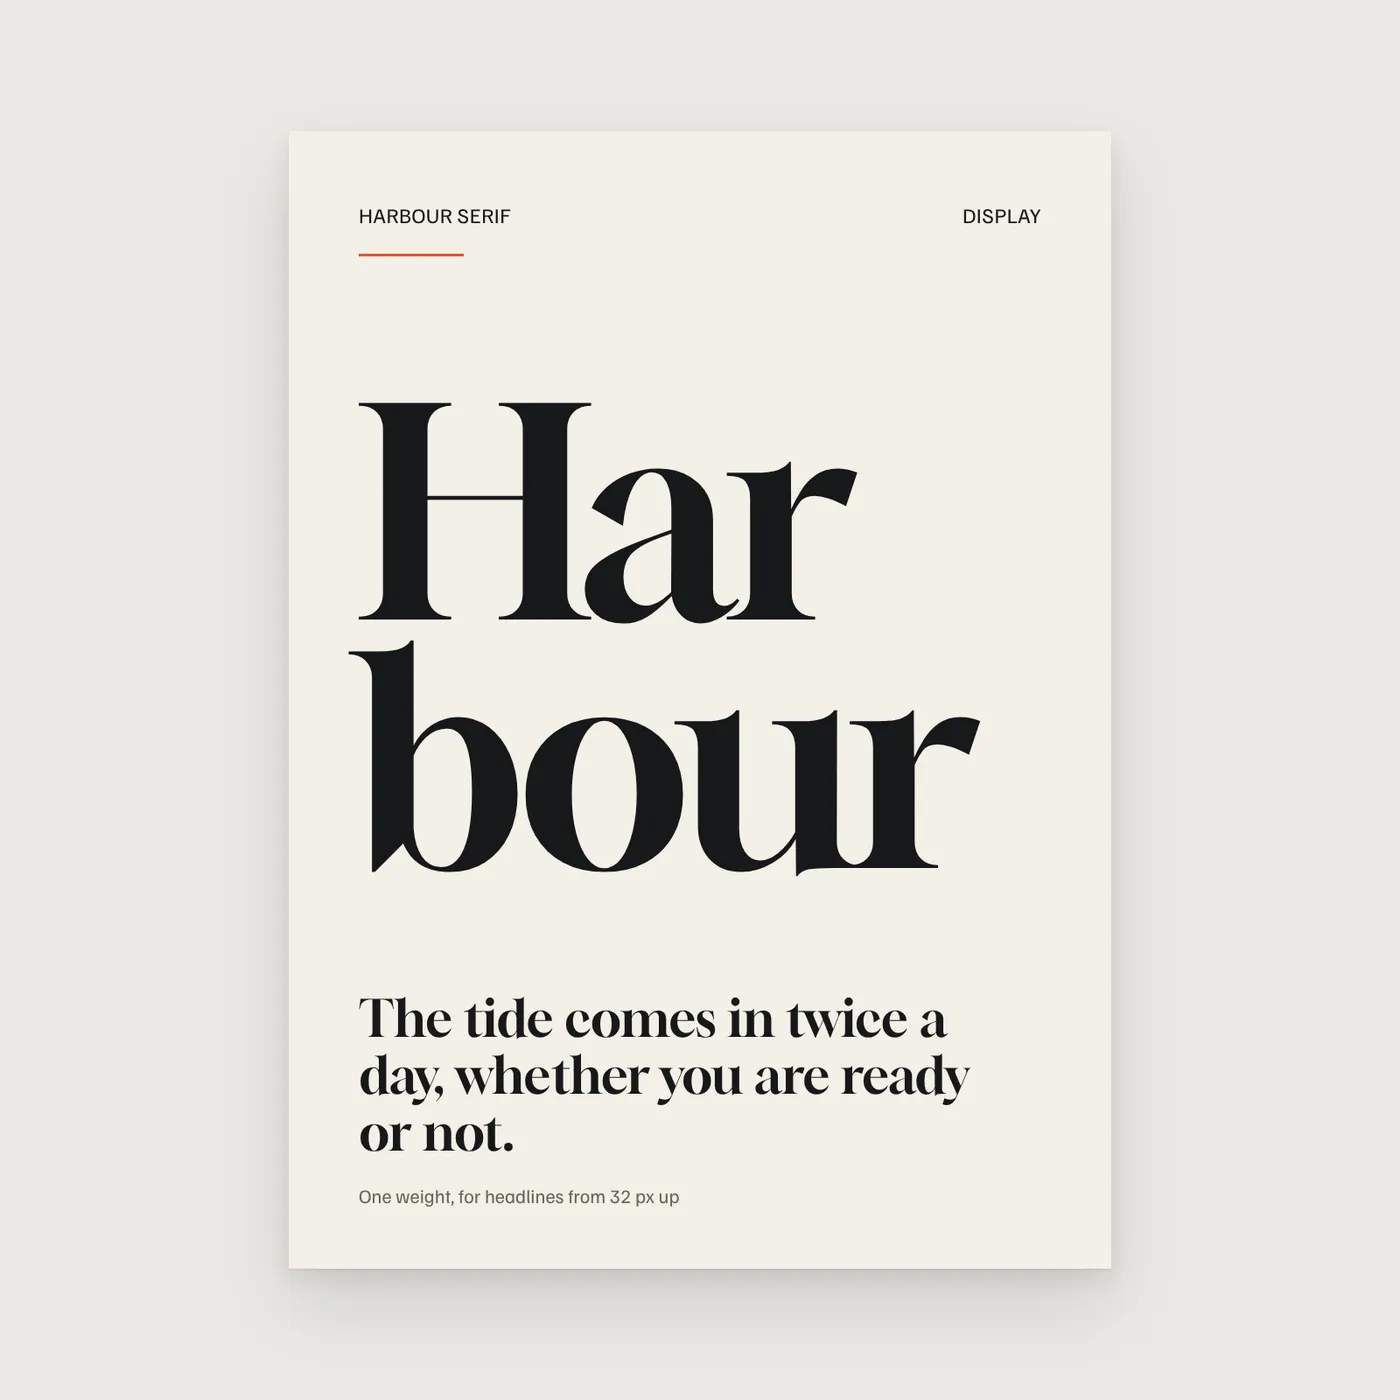 HARBOUR SERIF
DISPLAY
Har
bour
The tide comes in twice a
day, whether you are ready
or not.
One weight, for headlines from 32 px up